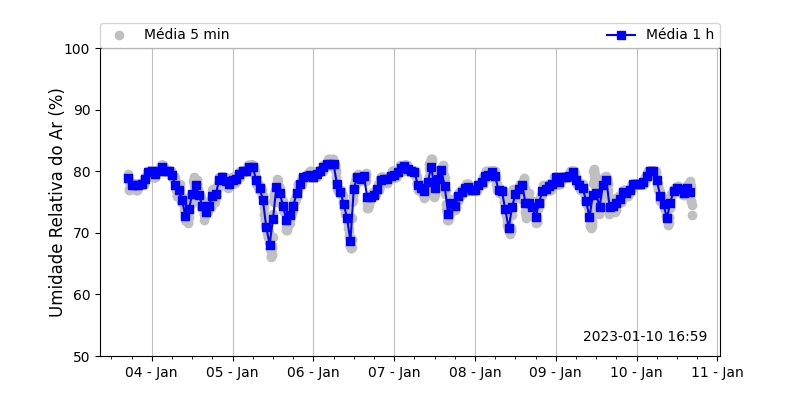 Média 5 min
Média 1 h
Umidade Relativa do Ar (%)
100
90
80
70
60
50
2023-01-10 16:59
04 - Jan
05 - Jan
06 - Jan
07 - Jan
08 - Jan
09 - Jan
10 - Jan
11 - Jan